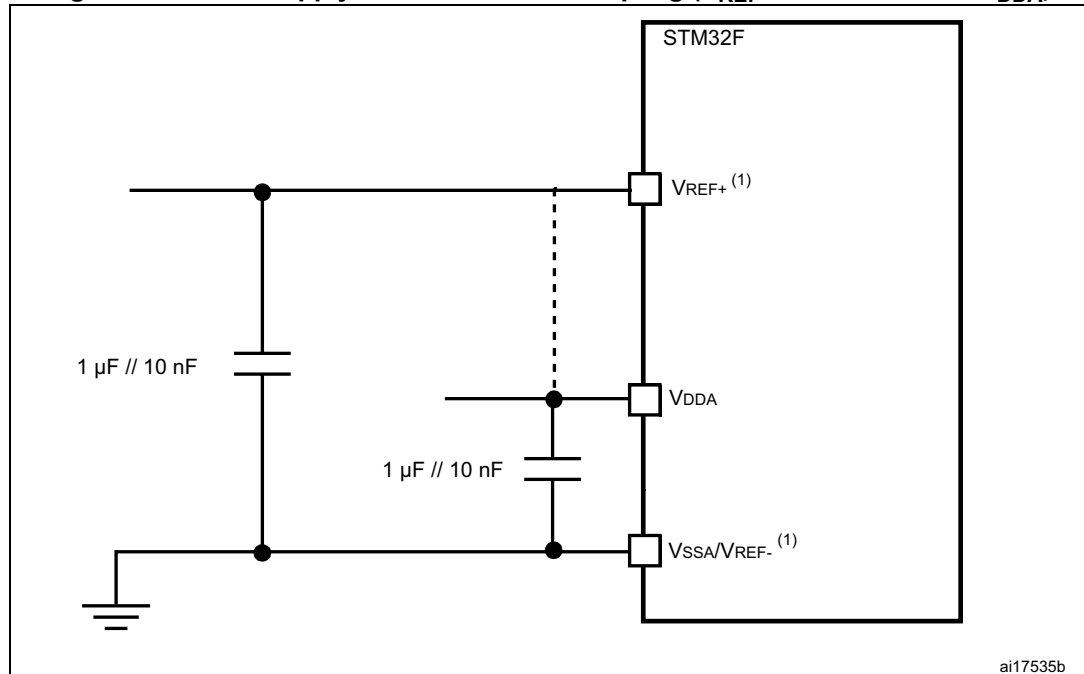 STM32F
VREF+ (1)
1 µF // 10 nF
VDDA
1 µF // 10 nF
VSSA/VREF- (1)
ai17535b